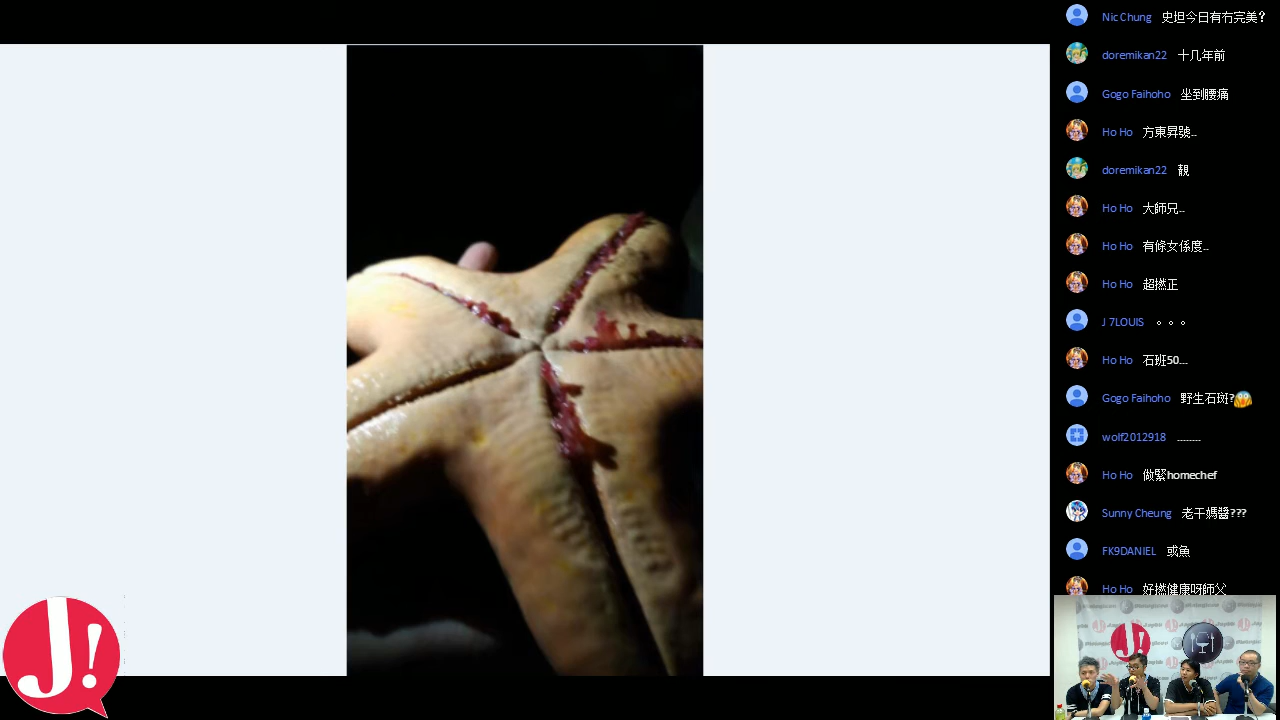 Nic Chung 史坦今日有冇完美?
doremikan22 十几年前
Gogo Faihoho 坐到腰痛
Ho Ho 方東昇號...
doremikan22 靚
Ho Ho 大師兄...
Ho Ho 有條女係度...
Ho Ho 超撚正
J 7LOUIS 。。。
Ho Ho 石班50....
Gogo Faihoho 野生石斑?😱
wolf2012918 ........
Ho Ho 做緊homechef
Sunny Cheung 老干媽醬???
FK9DANIEL 或魚
Ho Ho 好撚健康呀師父
J!
J!